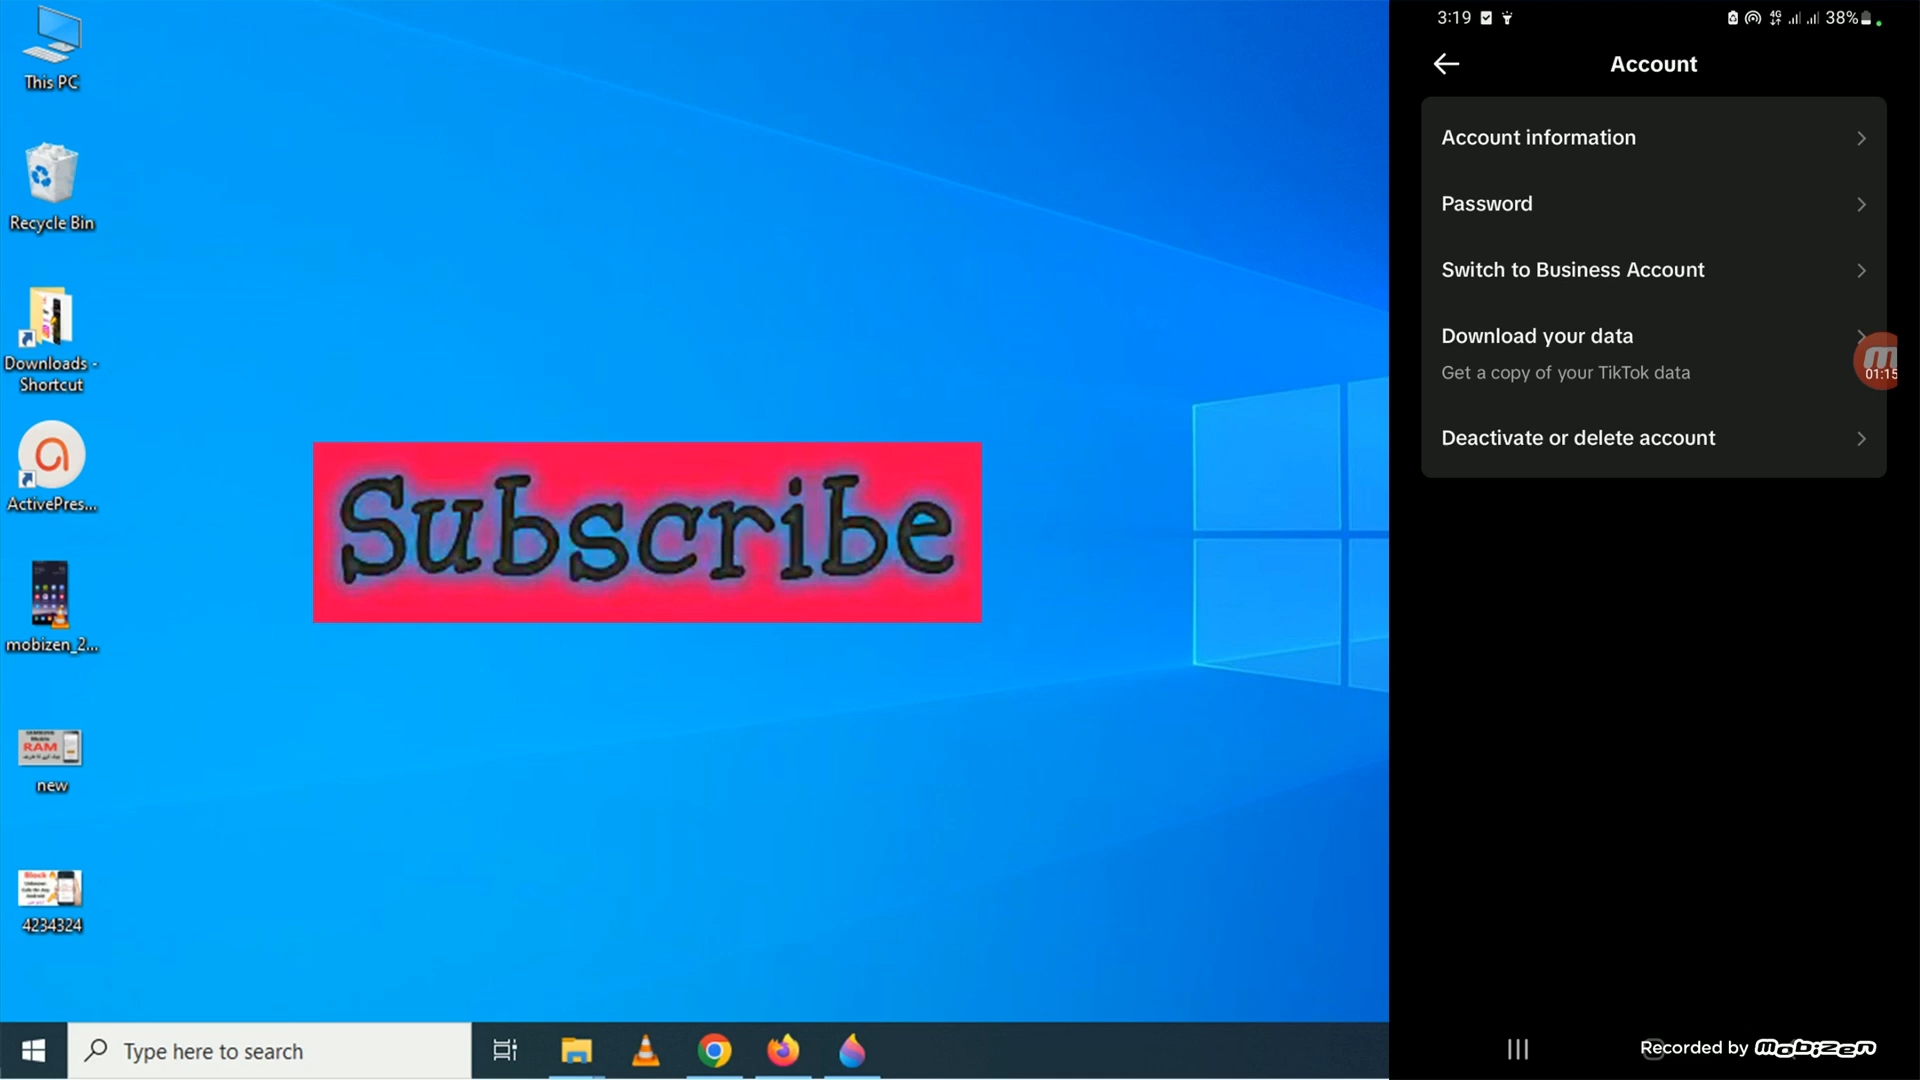 This PC
Recycle Bin
Downloads -
Shortcut
ActivePres...
mobizen_2...
RAM
new
Block
4234324
Subscribe
Type here to search
3:19
4G
38%
Account
Account information
Password
Switch to Business Account
Download your data
Get a copy of your TikTok data
01:15
Deactivate or delete account
Recorded by mobizen